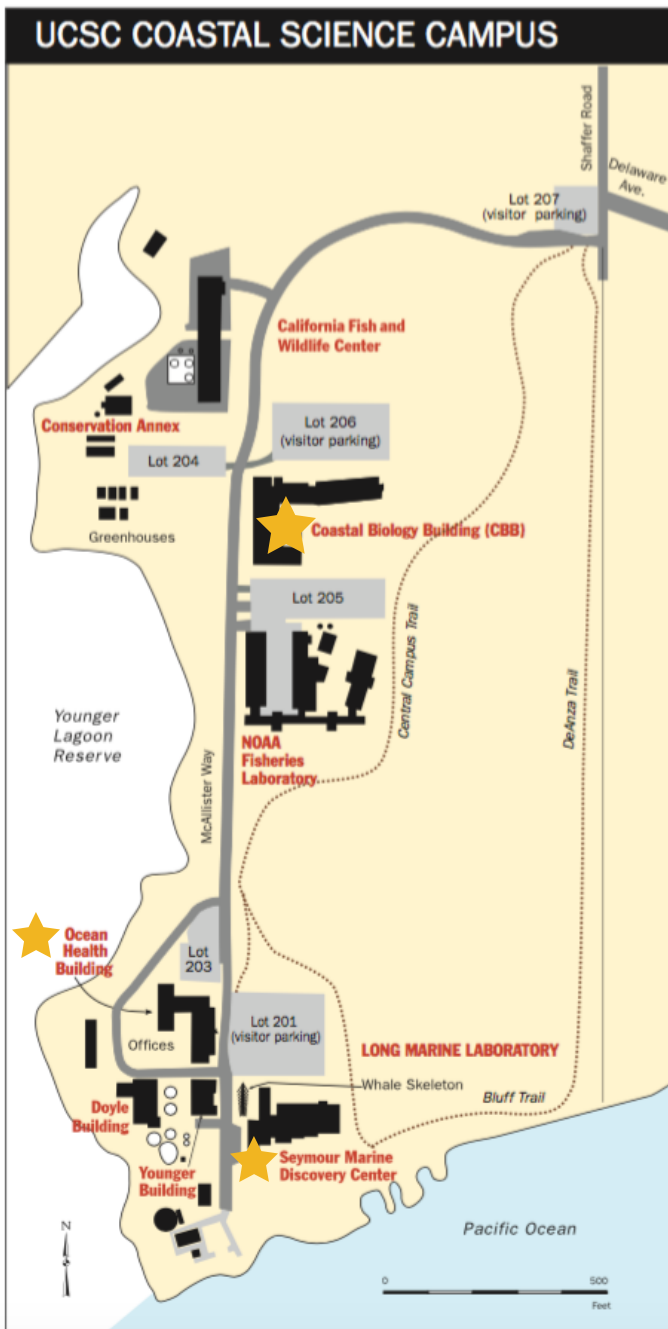 UCSC COASTAL SCIENCE CAMPUS
Shaffer Road
Delaware
Ave.
Lot 207
(visitor parking)
California Fish and
Wildlife Center
Conservation Annex
Lot 206
(visitor parking)
Lot 204
Greenhouses
Coastal Biology Building (CBB)
Lot 205
Central Campus Trail
DeAnza Trail
Younger
Lagoon
Reserve
NOAA
Fisheries
Laboratory
McAllister Way
Ocean
Health
Building
Lot
203
Lot 201
(visitor parking)
Offices
LONG MARINE LABORATORY
Whale Skeleton
Bluff Trail
Doyle
Building
Younger
Building
Seymour Marine
Discovery Center
N
Pacific Ocean
0
500
Feet